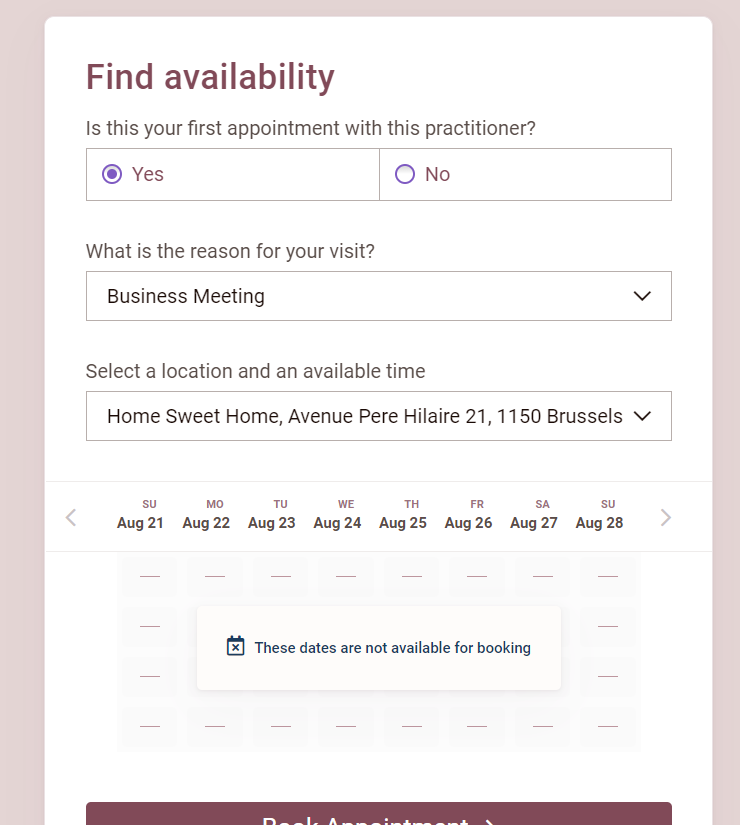 Find availability
Is this your first appointment with this practitioner?
Yes No
What is the reason for your visit?
Business Meeting
Select a location and an available time
Home Sweet Home, Avenue Pere Hilaire 21, 1150 Brussels
SU MO TU WE TH FR SA SU
Aug 21 Aug 22 Aug 23 Aug 24 Aug 25 Aug 26 Aug 27 Aug 28
These dates are not available for booking
Book Appointment